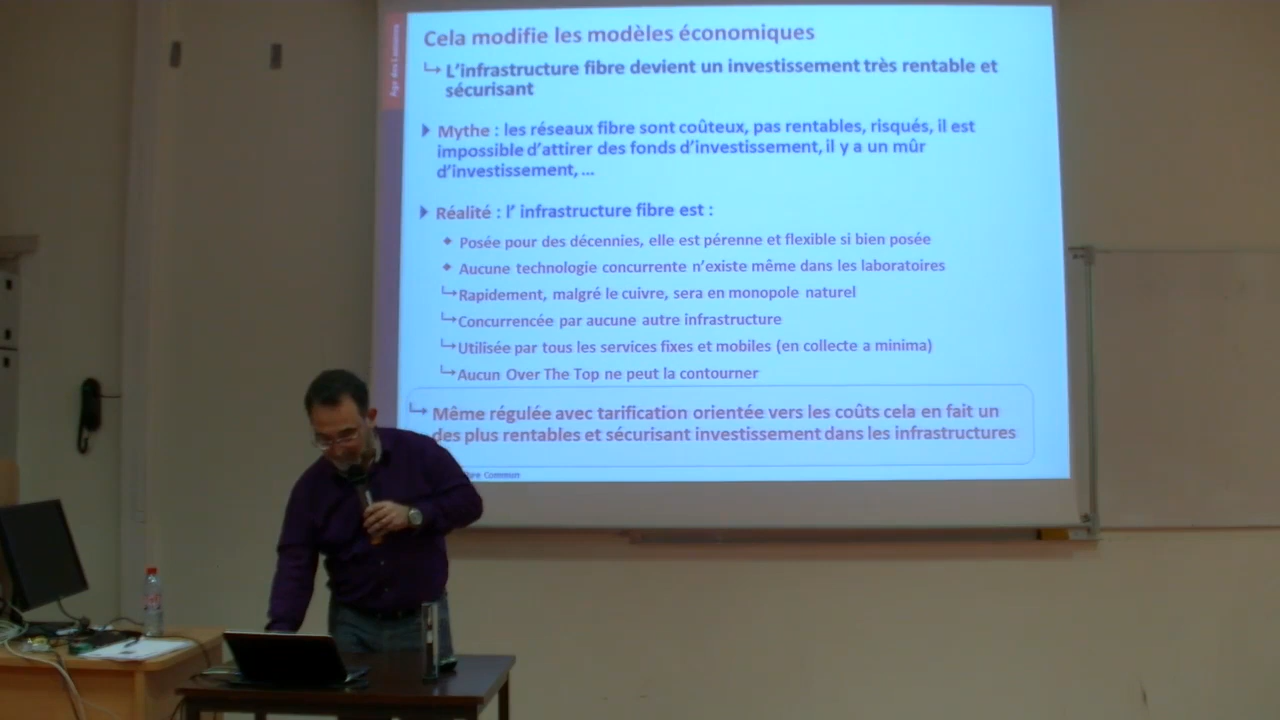 Cela modifie les modèles économiques
Age des Lumières
↳ L'infrastructure fibre devient un investissement très rentable et
sécurisant
Mythe : les réseaux fibre sont coûteux, pas rentables, risqués, il est
impossible d'attirer des fonds d'investissement, il y a un mûr
d'investissement, ...
Réalité : l' infrastructure fibre est :
Posée pour des décennies, elle est pérenne et flexible si bien posée
Aucune technologie concurrente n'existe même dans les laboratoires
↳Rapidement, malgré le cuivre, sera en monopole naturel
↳Concurrencée par aucune autre infrastructure
↳Utilisée par tous les services fixes et mobiles (en collecte a minima)
↳Aucun Over The Top ne peut la contourner
↳ Même régulée avec tarification orientée vers les coûts cela en fait un
des plus rentables et sécurisant investissement dans les infrastructures
Commun